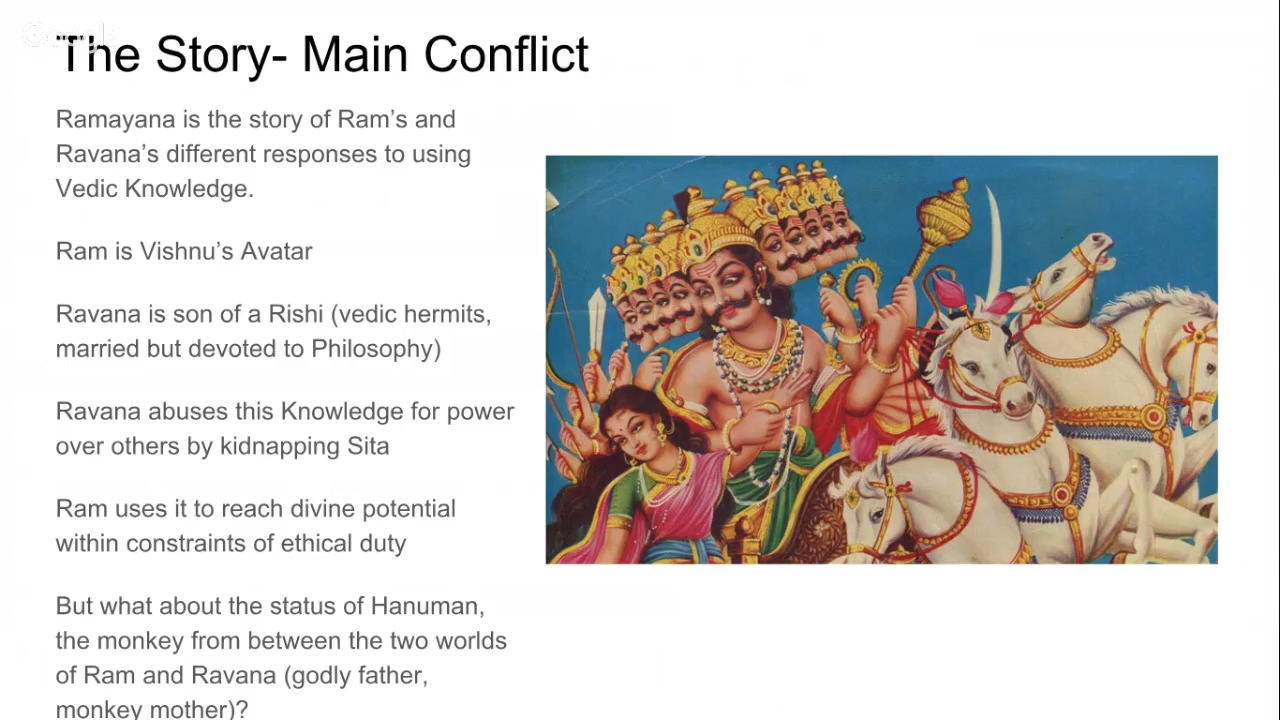 Google
The Story- Main Conflict
Ramayana is the story of Ram’s and
Ravana’s different responses to using
Vedic Knowledge.
Ram is Vishnu’s Avatar
Ravana is son of a Rishi (vedic hermits,
married but devoted to Philosophy)
Ravana abuses this Knowledge for power
over others by kidnapping Sita
Ram uses it to reach divine potential
within constraints of ethical duty
But what about the status of Hanuman,
the monkey from between the two worlds
of Ram and Ravana (godly father,
monkey mother)?